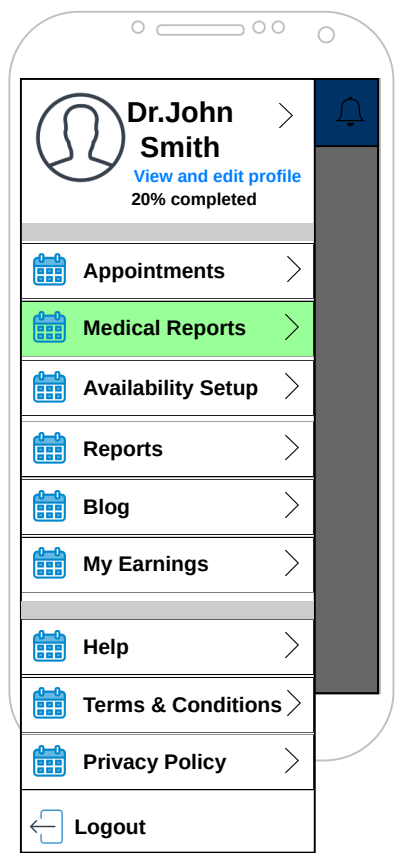 Dr.John
Smith
View and edit profile
20% completed
Appointments
Medical Reports
Availability Setup
Reports
Blog
My Earnings
Help
Terms & Conditions
Privacy Policy
Logout